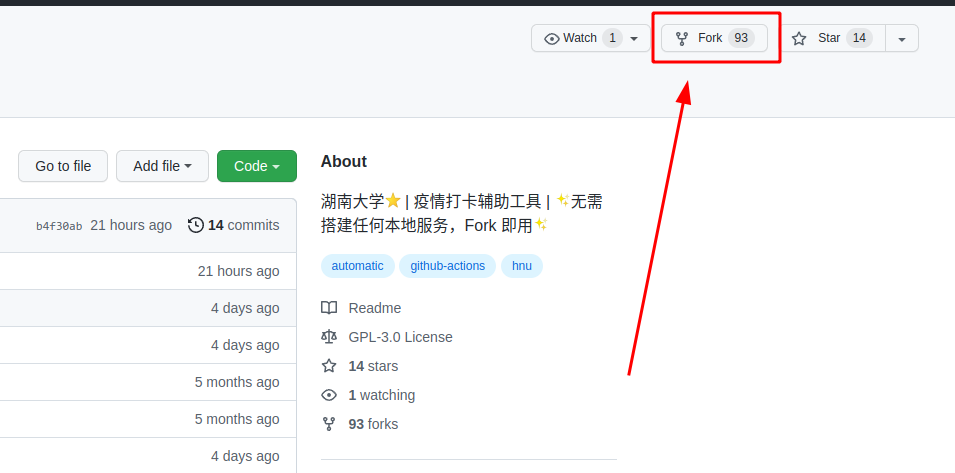 Watch 1 Fork 93 Star 14
Go to file Add file Code About
湖南大学⭐ | 疫情打卡辅助工具 | ✨无需
搭建任何本地服务，Fork 即用✨
b4f30ab 21 hours ago 14 commits
automatic github-actions hnu
21 hours ago
4 days ago
4 days ago
5 months ago
5 months ago
4 days ago
Readme
GPL-3.0 License
14 stars
1 watching
93 forks